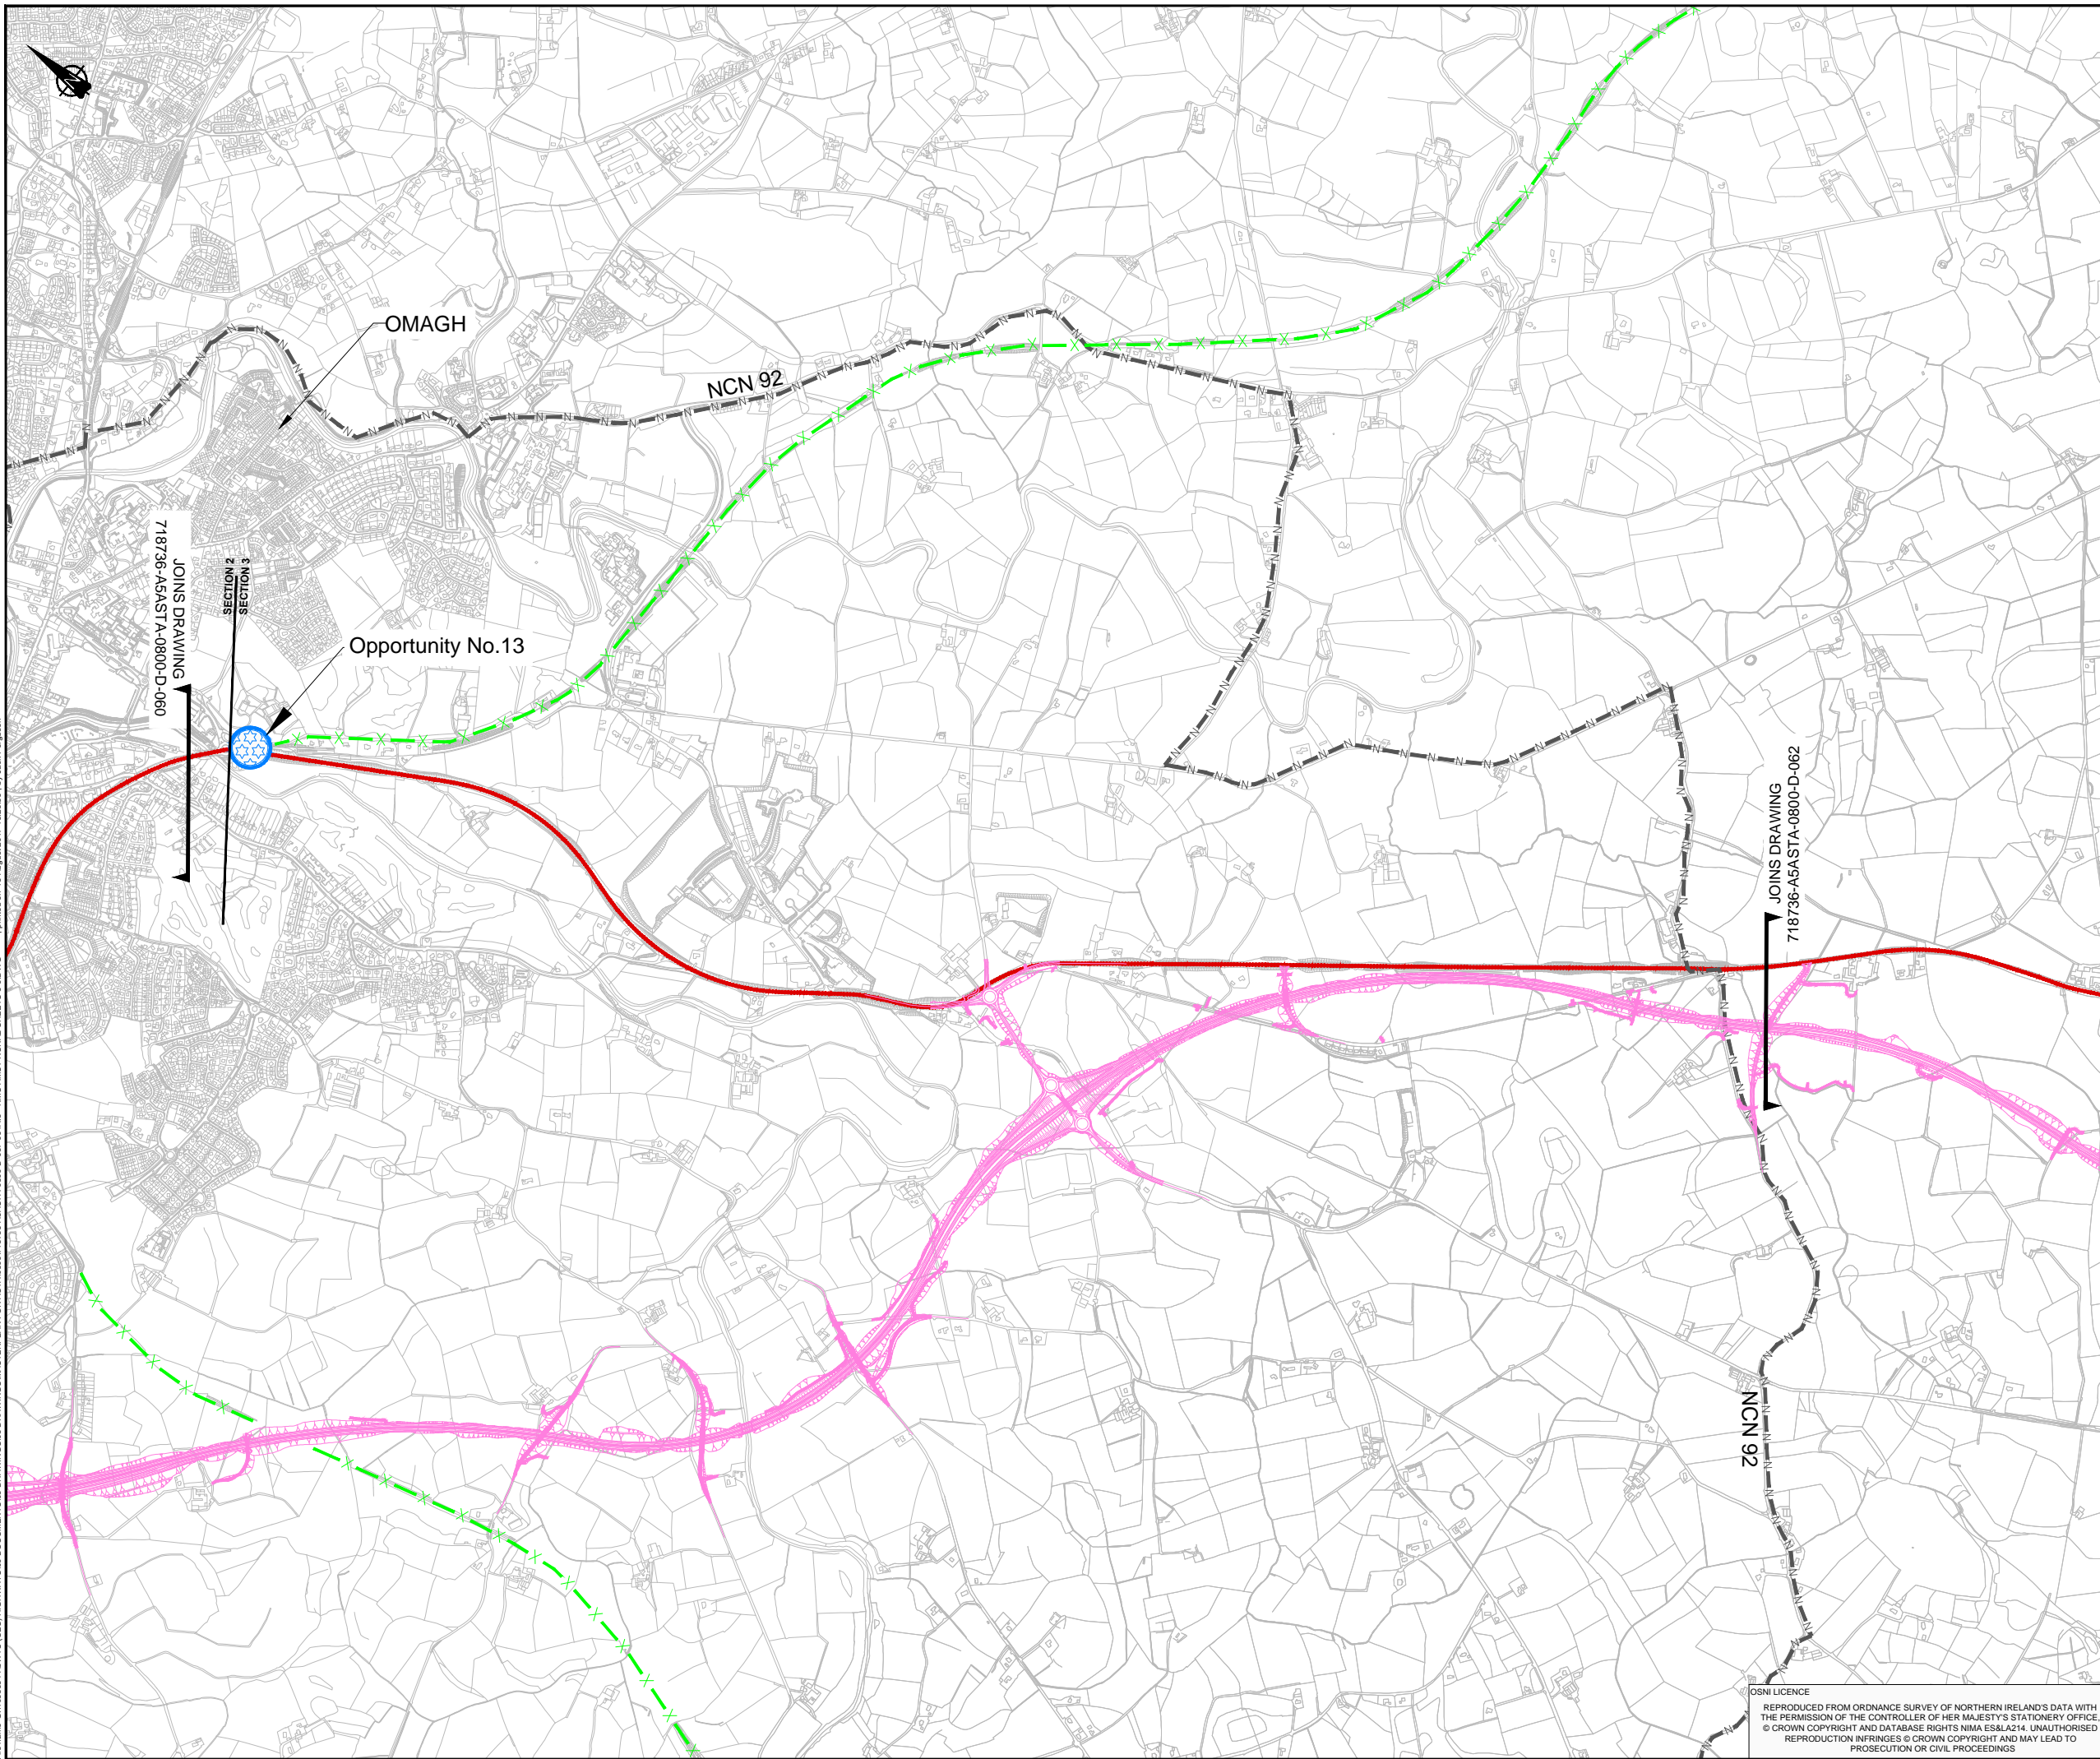 OMAGH
NCN 92
JOINS DRAWING
718736-A5ASTA-0800-D-060
SECTION 2
SECTION 3
Opportunity No.13
JOINS DRAWING
718736-A5ASTA-0800-D-062
NCN 92
OSNI LICENCE
REPRODUCED FROM ORDNANCE SURVEY OF NORTHERN IRELAND'S DATA WITH
THE PERMISSION OF THE CONTROLLER OF HER MAJESTY'S STATIONERY OFFICE,
© CROWN COPYRIGHT AND DATABASE RIGHTS NIMA ES&LA214. UNAUTHORISED
REPRODUCTION INFRINGES © CROWN COPYRIGHT AND MAY LEAD TO
PROSECUTION OR CIVIL PROCEEDINGS